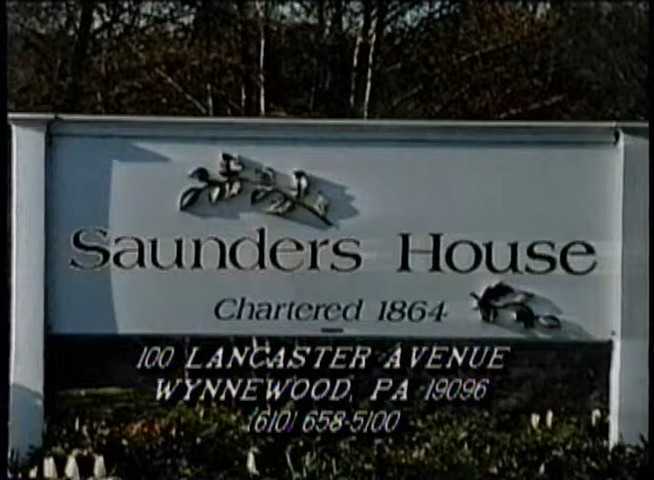 Saunders House
Chartered 1864
100 LANCASTER AVENUE
WYNNEWOOD, PA 19096
(610) 658-5100